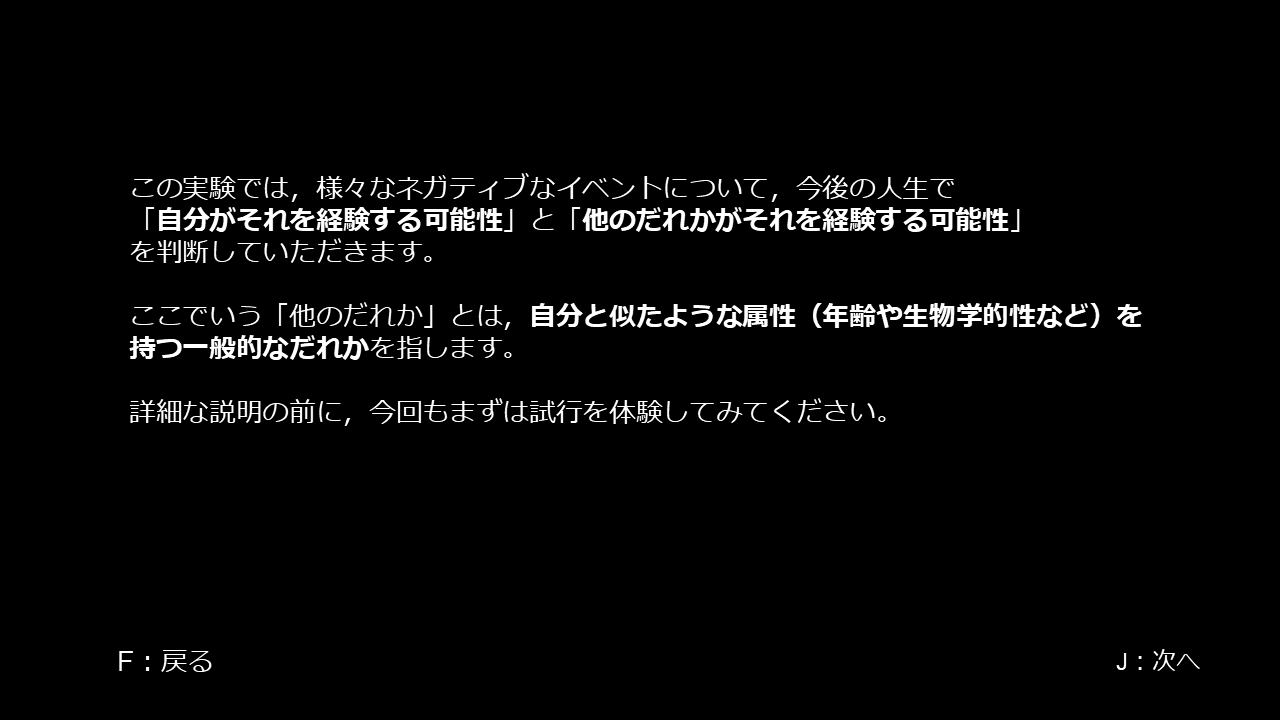 この実験では，様々なネガティブなイベントについて，今後の人生で
「自分がそれを経験する可能性」と「他のだれかがそれを経験する可能性」
を判断していただきます。
ここでいう「他のだれか」とは，自分と似たような属性（年齢や生物学的性など）を
持つ一般的なだれかを指します。
詳細な説明の前に，今回もまずは試行を体験してみてください。
F：戻る
J：次へ